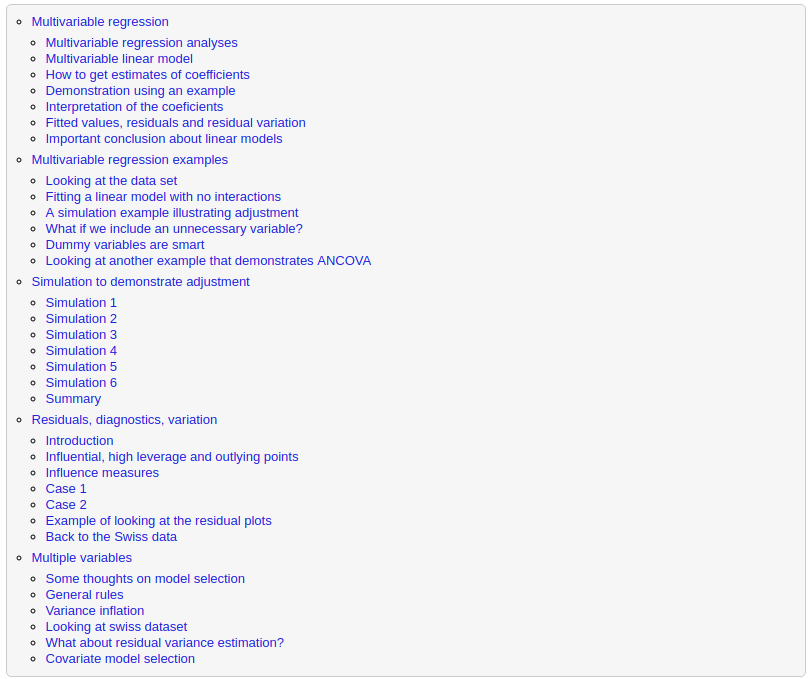 Multivariable regression
Multivariable regression analyses
Multivariable linear model
How to get estimates of coefficients
Demonstration using an example
Interpretation of the coeficients
Fitted values, residuals and residual variation
Important conclusion about linear models
Multivariable regression examples
Looking at the data set
Fitting a linear model with no interactions
A simulation example illustrating adjustment
What if we include an unnecessary variable?
Dummy variables are smart
Looking at another example that demonstrates ANCOVA
Simulation to demonstrate adjustment
Simulation 1
Simulation 2
Simulation 3
Simulation 4
Simulation 5
Simulation 6
Summary
Residuals, diagnostics, variation
Introduction
Influential, high leverage and outlying points
Influence measures
Case 1
Case 2
Example of looking at the residual plots
Back to the Swiss data
Multiple variables
Some thoughts on model selection
General rules
Variance inflation
Looking at swiss dataset
What about residual variance estimation?
Covariate model selection